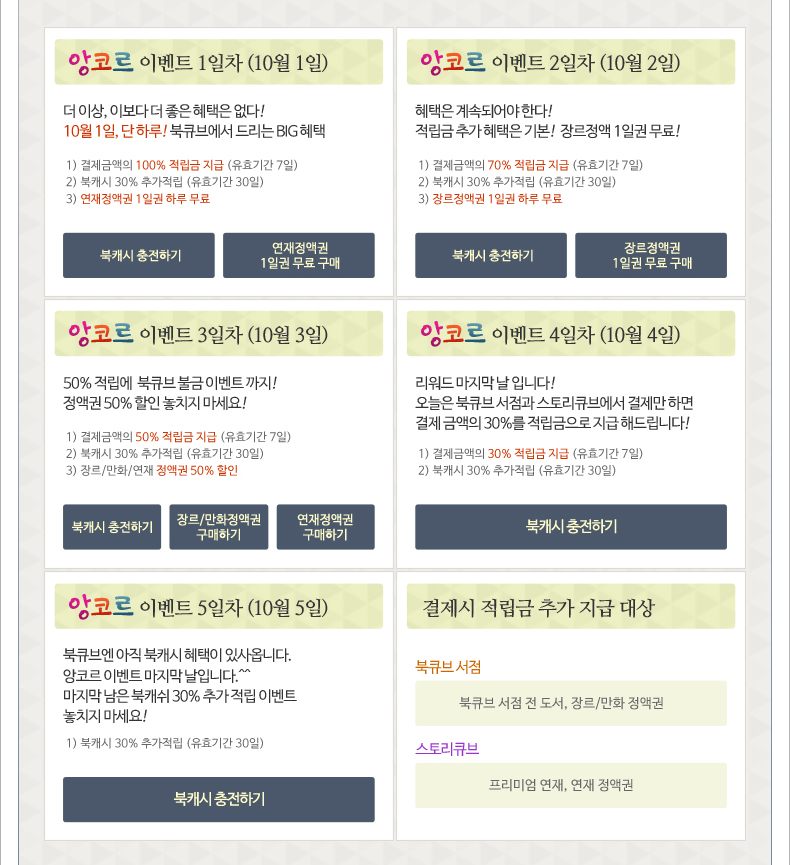 앙코르 이벤트 1일차 (10월 1일)
더 이상, 이보다 더 좋은 혜택은 없다!
10월 1일, 단 하루! 북큐브에서 드리는 BIG 혜택
1) 결제금액의 100% 적립금 지급 (유효기간 7일)
2) 북캐시 30% 추가적립 (유효기간 30일)
3) 연재정액권 1일권 하루 무료
북캐시 충전하기
연재정액권
1일권 무료 구매
앙코르 이벤트 2일차 (10월 2일)
혜택은 계속되어야 한다!
적립금 추가 혜택은 기본! 장르정액 1일권 무료!
1) 결제금액의 70% 적립금 지급 (유효기간 7일)
2) 북캐시 30% 추가적립 (유효기간 30일)
3) 장르정액권 1일권 하루 무료
북캐시 충전하기
장르정액권
1일권 무료 구매
앙코르 이벤트 3일차 (10월 3일)
50% 적립에 북큐브 불금 이벤트 까지!
정액권 50% 할인 놓치지 마세요!
1) 결제금액의 50% 적립금 지급 (유효기간 7일)
2) 북캐시 30% 추가적립 (유효기간 30일)
3) 장르/만화/연재 정액권 50% 할인
북캐시 충전하기
장르/만화정액권
구매하기
연재정액권
구매하기
앙코르 이벤트 4일차 (10월 4일)
리워드 마지막 날 입니다!
오늘은 북큐브 서점과 스토리큐브에서 결제만 하면
결제 금액의 30%를 적립금으로 지급 해드립니다!
1) 결제금액의 30% 적립금 지급 (유효기간 7일)
2) 북캐시 30% 추가적립 (유효기간 30일)
북캐시 충전하기
앙코르 이벤트 5일차 (10월 5일)
북큐브엔 아직 북캐시 혜택이 있사옵니다.
앙코르 이벤트 마지막 날입니다.^^
마지막 남은 북캐쉬 30% 추가 적립 이벤트
놓치지 마세요!
1) 북캐시 30% 추가적립 (유효기간 30일)
북캐시 충전하기
결제시 적립금 추가 지급 대상
북큐브 서점
북큐브 서점 전 도서, 장르/만화 정액권
스토리큐브
프리미엄 연재, 연재 정액권